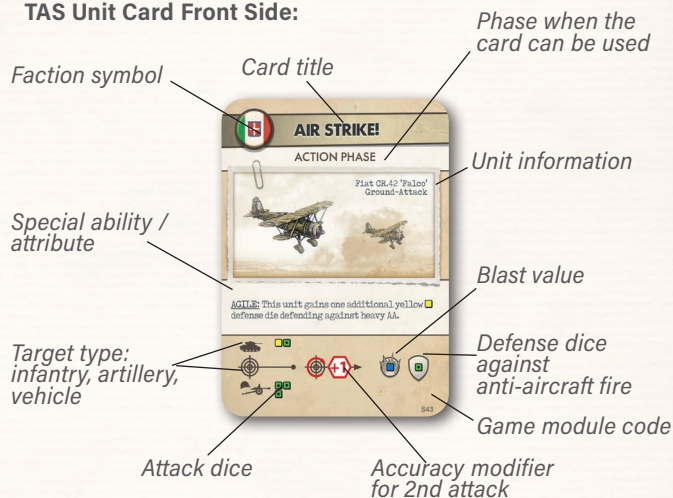 TAS Unit Card Front Side:
Phase when the
card can be used
Faction symbol
Card title
AIR STRIKE!
ACTION PHASE
Unit information
Fiat CR.42 'Falco'
Ground-Attack
Special ability /
attribute
Blast value
AGILE: This unit gains one additional yellow
defense die defending against heavy AA.
Target type:
infantry, artillery,
vehicle
+1
Defense dice
against
anti-aircraft fire
S43
Game module code
Attack dice
Accuracy modifier
for 2nd attack